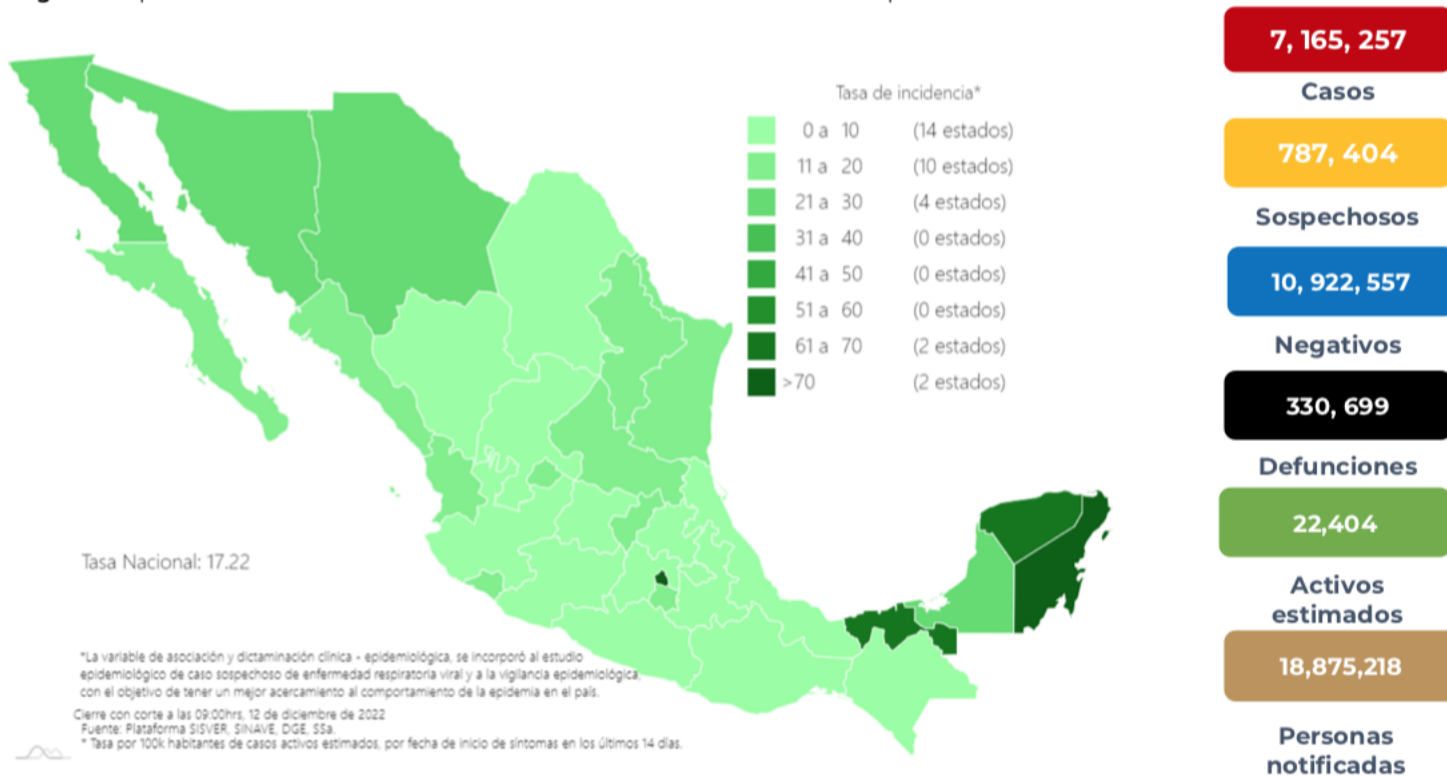 Tasa de incidencia*
0 a 10 (14 estados)
11 a 20 (10 estados)
21 a 30 (4 estados)
31 a 40 (0 estados)
41 a 50 (0 estados)
51 a 60 (0 estados)
61 a 70 (2 estados)
>70 (2 estados)
Tasa Nacional: 17.22
*La variable de asociación y dictaminación clínica - epidemiológica, se incorporó al estudio
epidemiológico de caso sospechoso de enfermedad respiratoria viral y a la vigilancia epidemiológica,
con el objetivo de tener un mejor acercamiento al comportamiento de la epidemia en el país.
Cierre con corte a las 09:00hrs, 12 de diciembre de 2022
Fuente: Plataforma SISVER, SINAVE, DGE, SSa.
* Tasa por 100k habitantes de casos activos estimados, por fecha de inicio de síntomas en los últimos 14 días.
7, 165, 257
Casos
787, 404
Sospechosos
10, 922, 557
Negativos
330, 699
Defunciones
22,404
Activos
estimados
18,875,218
Personas
notificadas